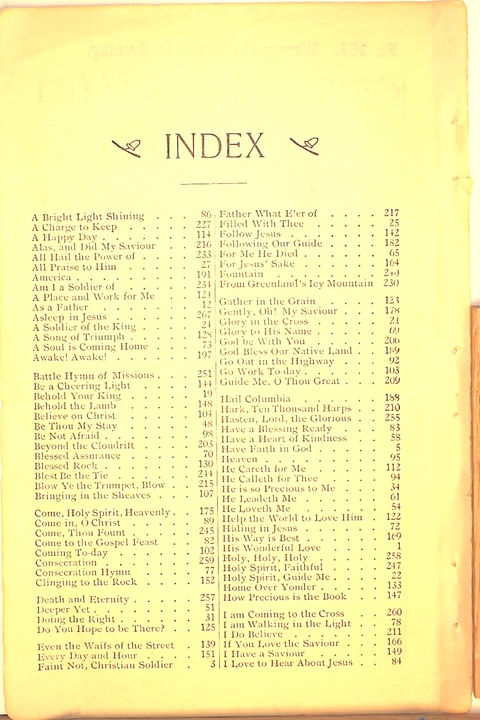 INDEX
A Bright Light Shining . . . 86
A Charge to Keep . . . . . 227
A Happy Day . . . . . . . 114
Alas, and Did My Saviour . . 216
All Hail the Power of . . . . 233
All Praise to Him . . . . . 27
America . . . . . . . . . 191
Am I a Soldier of . . . . . 234
A Place and Work for Me . . 124
As a Father . . . . . . . 12
Asleep in Jesus . . . . . . 267
A Soldier of the King . . . . 24
A Song of Triumph . . . . . 128
A Soul is Coming Home . . . 73
Awake! Awake! . . . . . . 197
Battle Hymn of Missions . . . 251
Be a Cheering Light . . . . 144
Behold Your King . . . . . 19
Behold the Lamb . . . . . 148
Believe on Christ . . . . . 104
Be Thou My Stay . . . . . 48
Be Not Afraid . . . . . . . 98
Beyond the Cloudrift . . . . 203
Blessed Assurance . . . . . 70
Blessed Rock . . . . . . . 130
Blest Be the Tie . . . . . . 244
Blow Ye the Trumpet, Blow . . 215
Bringing in the Sheaves . . . 107
Come, Holy Spirit, Heavenly . . 175
Come in, O Christ . . . . . 89
Come, Thou Fount . . . . . 245
Come to the Gospel Feast . . 82
Coming To-day . . . . . . 102
Consecration . . . . . . . 259
Consecration Hymn . . . . 77
Clinging to the Rock . . . . 152
Death and Eternity . . . . . 257
Deeper Yet . . . . . . . . 51
Doing the Right . . . . . . 31
Do You Hope to be There? . . 125
Even the Waifs of the Street . 139
Every Day and Hour . . . . 151
Faint Not, Christian Soldier . 3
Father What E'er of . . . . 217
Filled With Thee . . . . . 25
Follow Jesus . . . . . . . 142
Following Our Guide . . . . 182
For Me He Died . . . . . . 65
For Jesus' Sake . . . . . . 164
Fountain . . . . . . . .
From Greenland's Icy Mountain 230
Gather in the Grain . . . . 123
Gently, Oh! My Saviour . . . 178
Glory in the Cross . . . . . 21
Glory to His Name . . . . . 69
God be With You . . . . . 206
God Bless Our Native Land . . 189
Go Out in the Highway . . . 92
Go Work To-day . . . . . . 103
Guide Me, O Thou Great . . . 209
Hail Columbia . . . . . . 188
Hark, Ten Thousand Harps . . 210
Hasten, Lord, the Glorious . . 255
Have a Blessing Ready . . . 83
Have a Heart of Kindness . . 58
Have Faith in God . . . . . 5
Heaven . . . . . . . . . 95
He Careth for Me . . . . . 112
He Calleth for Thee . . . . 94
He is so Precious to Me . . . 34
He Leadeth Me . . . . . . 61
He Loveth Me . . . . . . 54
Help the World to Love Him . 122
Hiding in Jesus . . . . . . 72
His Way is Best . . . . . . 169
His Wonderful Love . . . . 1
Holy, Holy, Holy . . . . . 258
Holy Spirit, Faithful . . . . 247
Holy Spirit, Guide Me . . . . 22
Home Over Yonder . . . . . 133
How Precious is the Book . . 147
I am Coming to the Cross . . 260
I am Walking in the Light . . 78
I Do Believe . . . . . . . 211
If You Love the Saviour . . . 166
I Have a Saviour . . . . . 149
I Love to Hear About Jesus . . 84